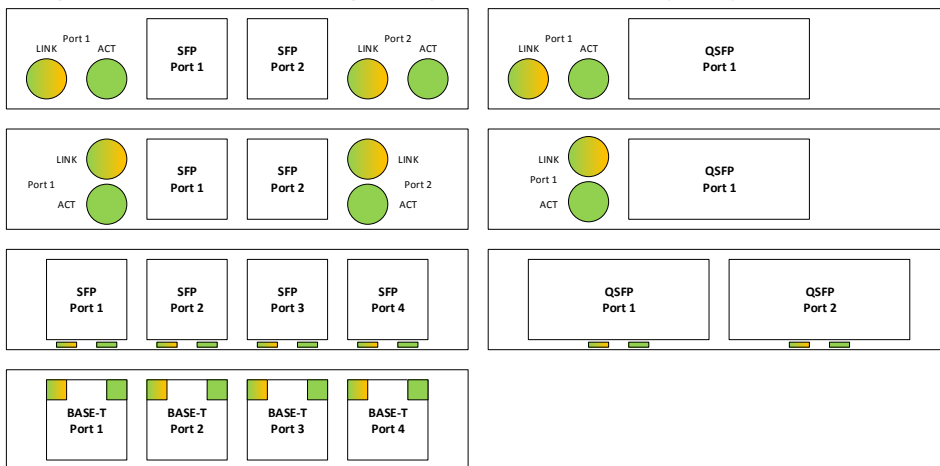 Port 1
LINK ACT
SFP
Port 1
SFP
Port 2
Port 2
LINK ACT
Port 1
LINK ACT
QSFP
Port 1
LINK
Port 1
ACT
SFP
Port 1
SFP
Port 2
LINK
Port 2
ACT
LINK
Port 1
ACT
QSFP
Port 1
SFP
Port 1
SFP
Port 2
SFP
Port 3
SFP
Port 4
QSFP
Port 1
QSFP
Port 2
BASE-T
Port 1
BASE-T
Port 2
BASE-T
Port 3
BASE-T
Port 4